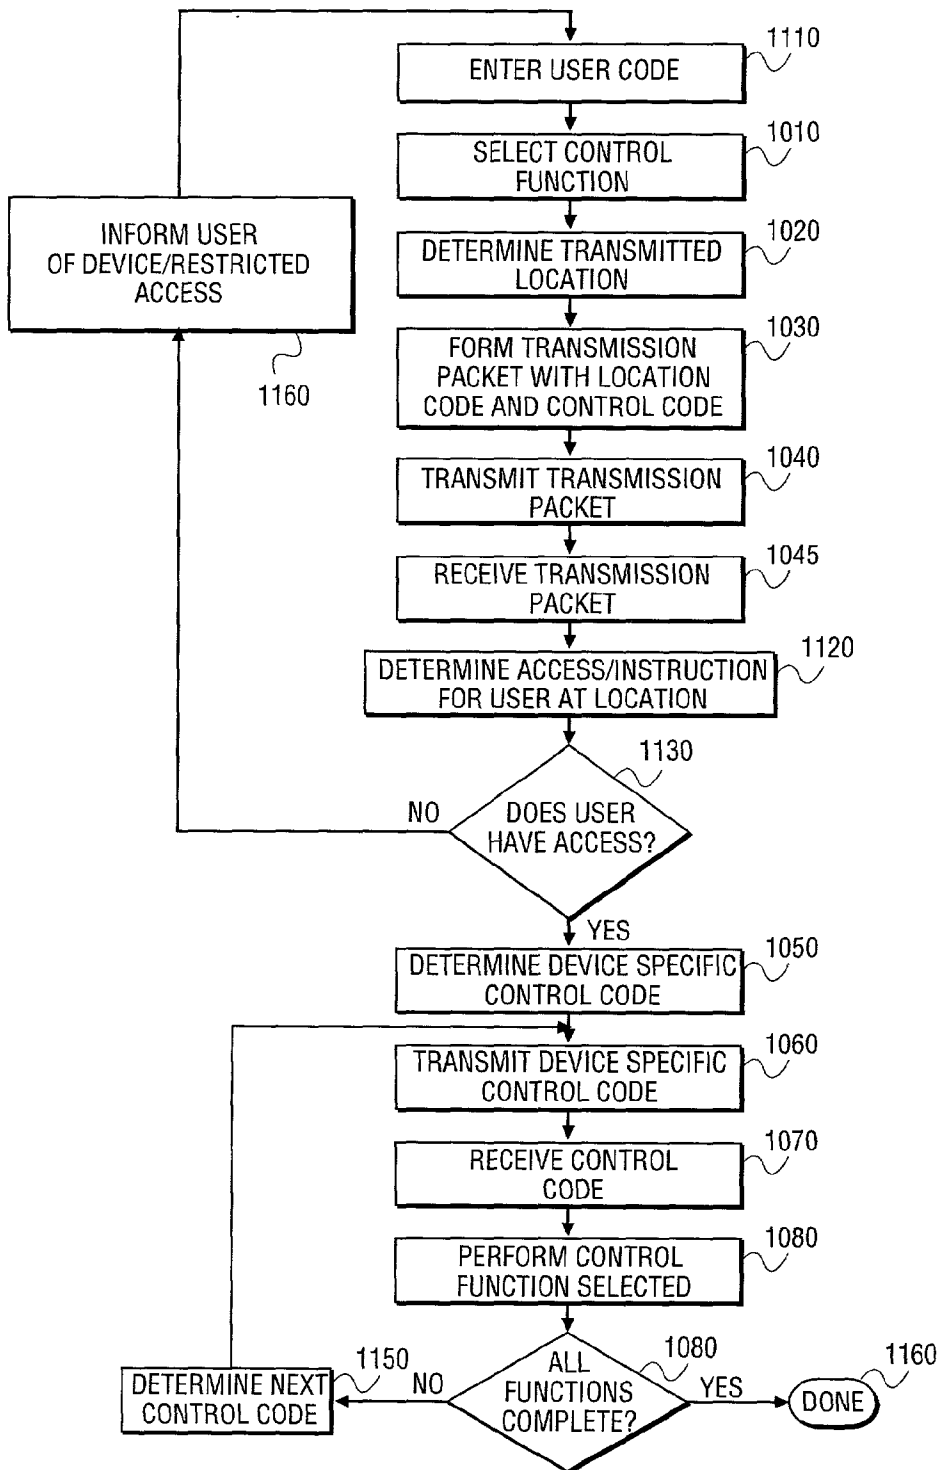 1110
ENTER USER CODE
1010
SELECT CONTROL
FUNCTION
INFORM USER
OF DEVICE/RESTRICTED
ACCESS
1160
1020
DETERMINE TRANSMITTED
LOCATION
1030
FORM TRANSMISSION
PACKET WITH LOCATION
CODE AND CONTROL CODE
1040
TRANSMIT TRANSMISSION
PACKET
1045
RECEIVE TRANSMISSION
PACKET
1120
DETERMINE ACCESS/INSTRUCTION
FOR USER AT LOCATION
1130
NO
DOES USER
HAVE ACCESS?
YES
1050
DETERMINE DEVICE SPECIFIC
CONTROL CODE
1060
TRANSMIT DEVICE SPECIFIC
CONTROL CODE
1070
RECEIVE CONTROL
CODE
1080
PERFORM CONTROL
FUNCTION SELECTED
1080
ALL
FUNCTIONS
COMPLETE?
NO
YES
1150
DETERMINE NEXT
CONTROL CODE
1160
DONE